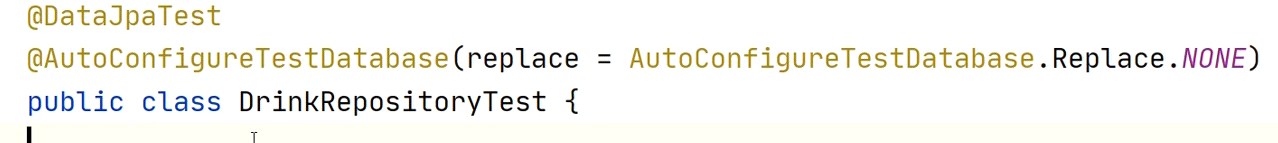 @DataJpaTest
@AutoConfigureTestDatabase(replace = AutoConfigureTestDatabase.Replace.NONE)
public class DrinkRepositoryTest {